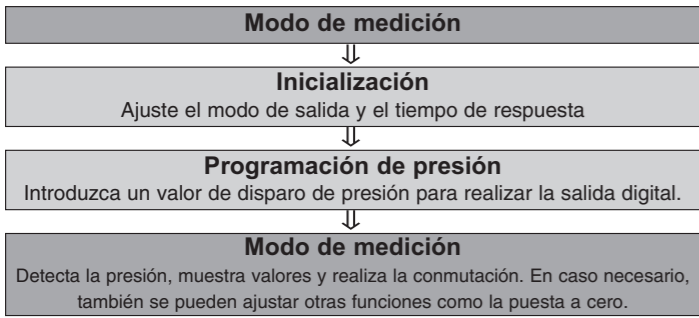 Modo de medición
Inicialización
Ajuste el modo de salida y el tiempo de respuesta
Programación de presión
Introduzca un valor de disparo de presión para realizar la salida digital.
Modo de medición
Detecta la presión, muestra valores y realiza la conmutación. En caso necesario,
también se pueden ajustar otras funciones como la puesta a cero.